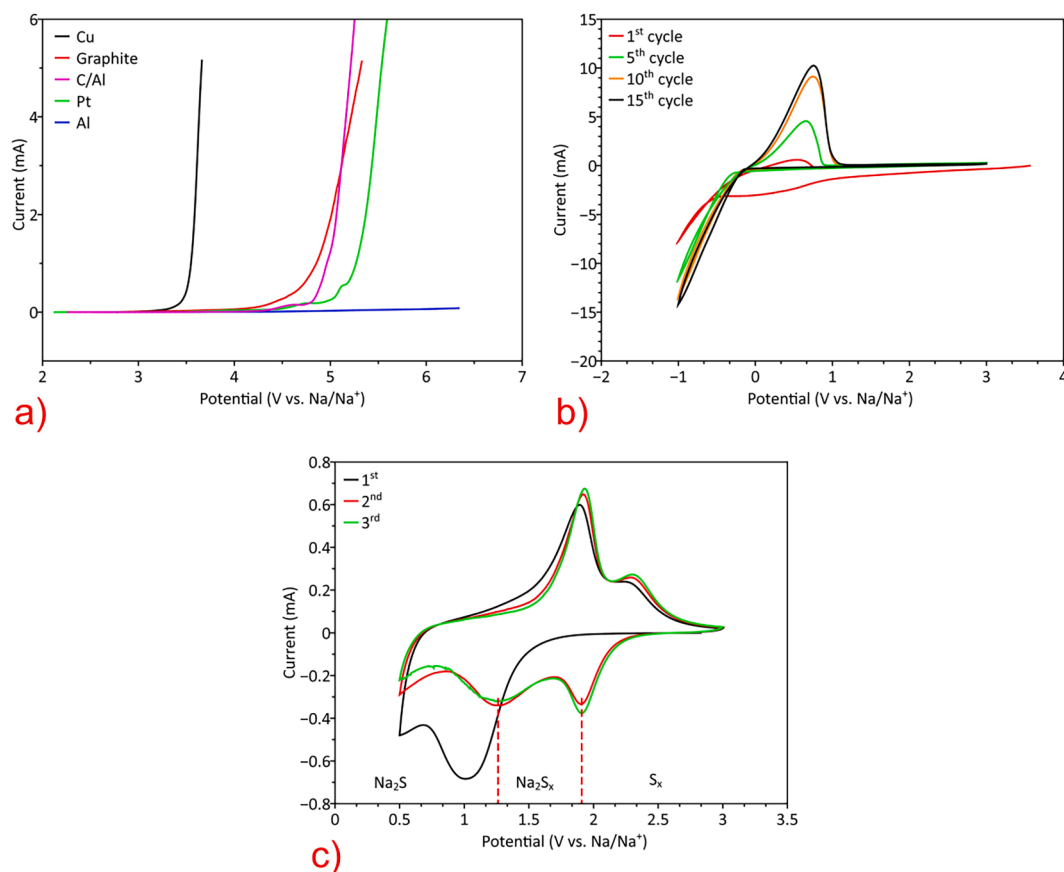 6
4
2
0
Current (mA)
Cu
Graphite
C/Al
Pt
Al
2
3
4
5
6
7
Potential (V vs. Na/Na⁺)
a)
15
10
5
0
−5
−10
−15
−20
Current (mA)
1ˢᵗ cycle
5ᵗʰ cycle
10ᵗʰ cycle
15ᵗʰ cycle
−2
−1
0
1
2
3
4
Potential (V vs. Na/Na⁺)
b)
0.8
0.6
0.4
0.2
0
−0.2
−0.4
−0.6
−0.8
Current (mA)
1ˢᵗ
2ⁿᵈ
3ʳᵈ
Na₂S
Na₂Sₓ
Sₓ
0
0.5
1
1.5
2
2.5
3
3.5
Potential (V vs. Na/Na⁺)
c)